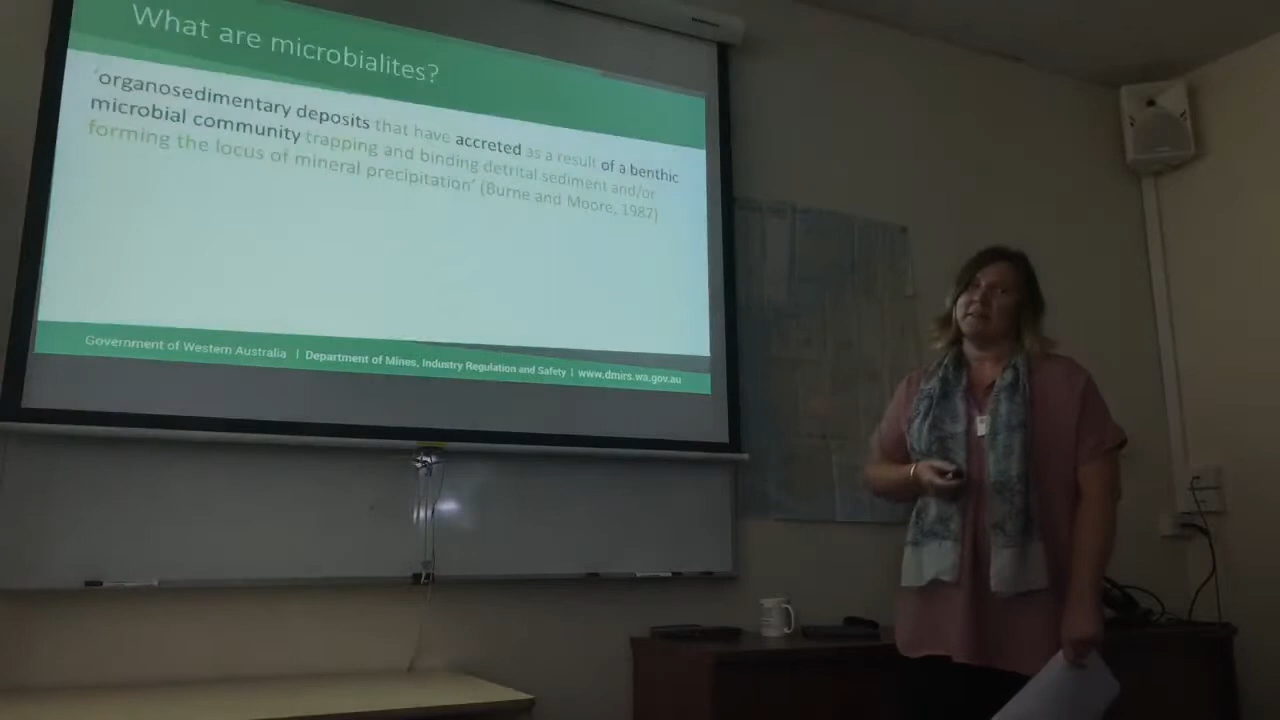 What are microbialites?
'organosedimentary deposits that have accreted as a result of a benthic
microbial community trapping and binding detrital sediment and/or
forming the locus of mineral precipitation' (Burne and Moore, 1987)
Government of Western Australia | Department of Mines, Industry Regulation and Safety | www.dmirs.wa.gov.au